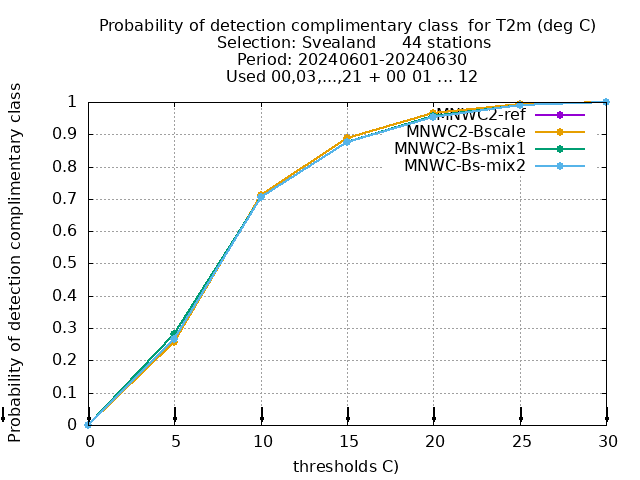 Probability of detection complimentary class  for T2m (deg C)
Selection: Svealand     44 stations
Period: 20240601-20240630
Used 00,03,...,21 + 00 01 ... 12
Probability of detection complimentary class
1
0.9
0.8
0.7
0.6
0.5
0.4
0.3
0.2
0.1
0
MNWC2-ref
MNWC2-Bscale
MNWC2-Bs-mix1
MNWC-Bs-mix2
0 5 10 15 20 25 30
thresholds C)